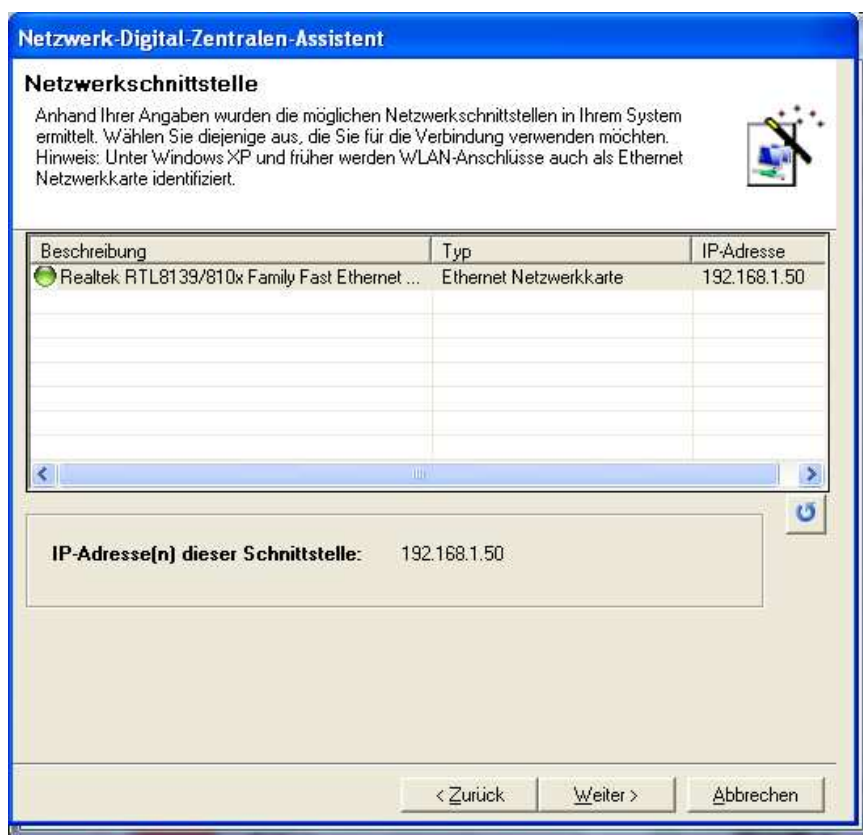 Netzwerk-Digital-Zentralen-Assistent
Netzwerkschnittstelle
Anhand Ihrer Angaben wurden die möglichen Netzwerkschnittstellen in Ihrem System
ermittelt. Wählen Sie diejenige aus, die Sie für die Verbindung verwenden möchten.
Hinweis: Unter Windows XP und früher werden WLAN-Anschlüsse auch als Ethernet
Netzwerkkarte identifiziert.
Beschreibung Typ IP-Adresse
Realtek RTL8139/810x Family Fast Ethernet ... Ethernet Netzwerkkarte 192.168.1.50
IP-Adresse(n) dieser Schnittstelle: 192.168.1.50
< Zurück Weiter > Abbrechen